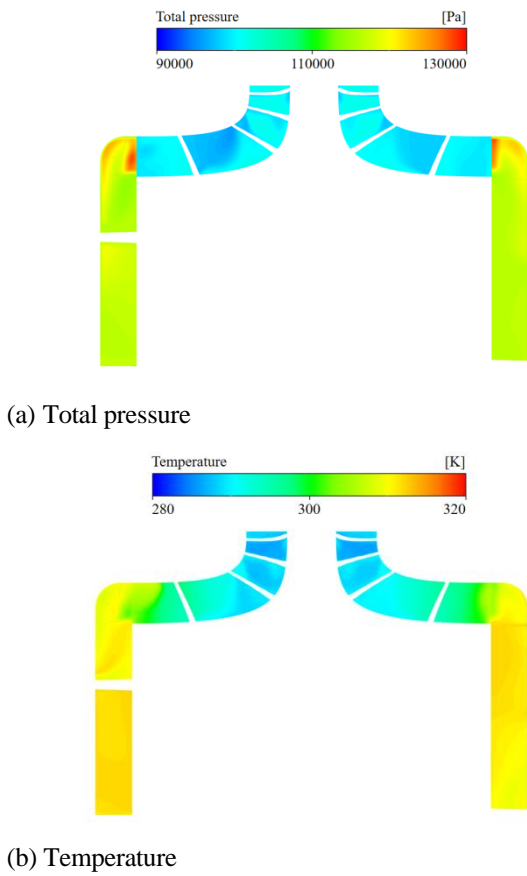 Total pressure [Pa]
90000 110000 130000
(a) Total pressure
Temperature [K]
280 300 320
(b) Temperature